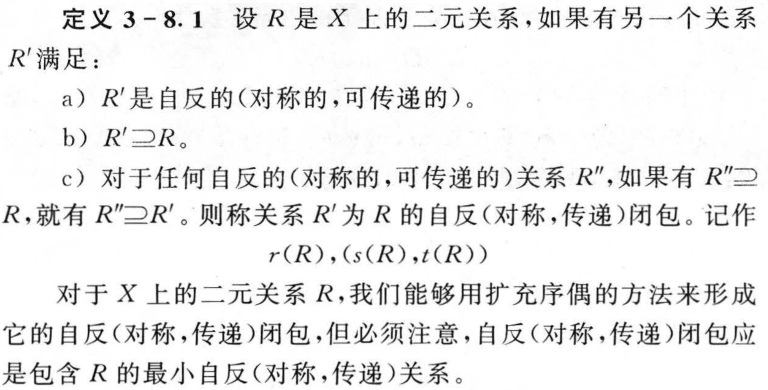 定义 3-8.1 设 R 是 X 上的二元关系,如果有另一个关系
R′满足:
a) R′是自反的(对称的,可传递的)。
b) R′⊇R。
c) 对于任何自反的(对称的,可传递的)关系 R″,如果有 R″⊇
R,就有 R″⊇R′。则称关系 R′为 R 的自反(对称,传递)闭包。记作
r(R),(s(R),t(R))
对于 X 上的二元关系 R,我们能够用扩充序偶的方法来形成
它的自反(对称,传递)闭包,但必须注意,自反(对称,传递)闭包应
是包含 R 的最小自反(对称,传递)关系。